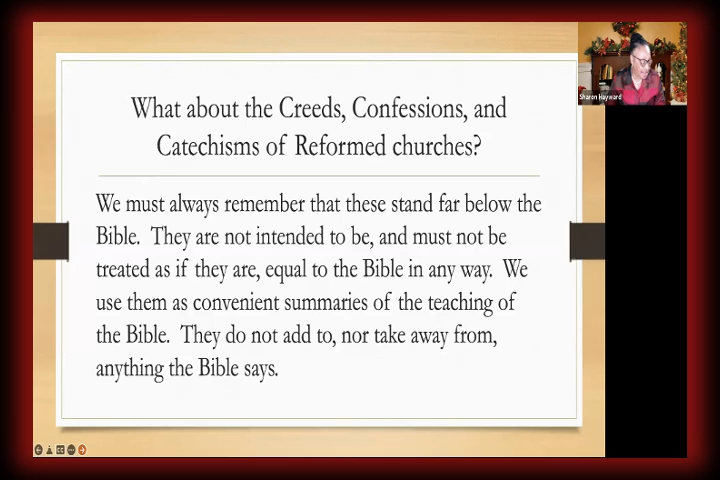 What about the Creeds, Confessions, and
Catechisms of Reformed churches?
We must always remember that these stand far below the
Bible. They are not intended to be, and must not be
treated as if they are, equal to the Bible in any way. We
use them as convenient summaries of the teaching of
the Bible. They do not add to, nor take away from,
anything the Bible says.
Sharon Hayward